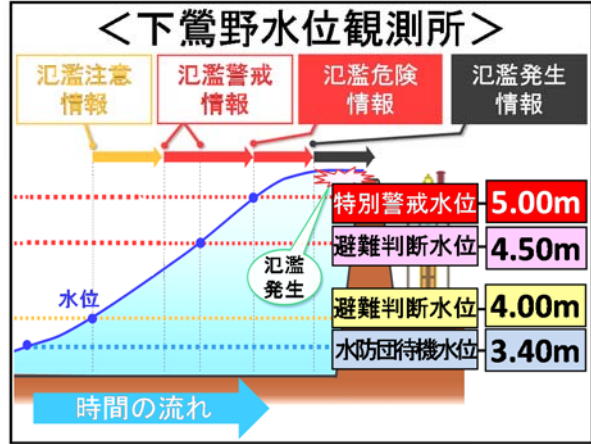 ＜下鶯野水位観測所＞
氾濫注意
情報
氾濫警戒
情報
氾濫危険
情報
氾濫発生
情報
特別警戒水位
5.00m
避難判断水位
4.50m
氾濫
発生
水位
避難判断水位
4.00m
水防団待機水位
3.40m
時間の流れ